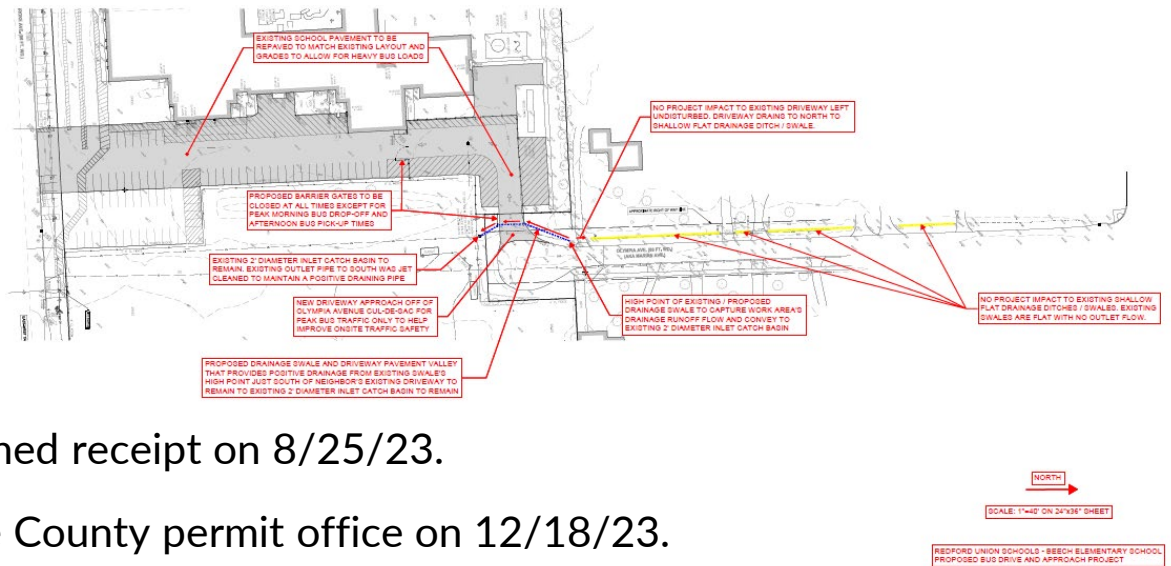 EXISTING SCHOOL PAVEMENT TO BE
REPAVED TO MATCH EXISTING LAYOUT AND
GRADES TO ALLOW FOR HEAVY BUS LOADS
NO PROJECT IMPACT TO EXISTING DRIVEWAY LEFT
UNDISTURBED. DRIVEWAY DRAINS TO NORTH TO
SHALLOW FLAT DRAINAGE DITCH / SWALE.
PROPOSED BARRIER GATES TO BE
CLOSED AT ALL TIMES EXCEPT FOR
PEAK MORNING BUS DROP-OFF AND
AFTERNOON BUS PICK-UP TIMES
EXISTING 2' DIAMETER INLET CATCH BASIN TO
REMAIN. EXISTING OUTLET PIPE TO SOUTH WAS JET
CLEANED TO MAINTAIN A POSITIVE DRAINING PIPE
NEW DRIVEWAY APPROACH OFF OF
OLYMPIA AVENUE CUL-DE-SAC FOR
PEAK BUS TRAFFIC ONLY TO HELP
IMPROVE ONSITE TRAFFIC SAFETY
HIGH POINT OF EXISTING / PROPOSED
DRAINAGE SWALE TO CAPTURE WORK AREA'S
DRAINAGE RUNOFF FLOW AND CONVEY TO
EXISTING 2' DIAMETER INLET CATCH BASIN
NO PROJECT IMPACT TO EXISTING SHALLOW
FLAT DRAINAGE DITCHES / SWALES. EXISTING
SWALES ARE FLAT WITH NO OUTLET FLOW.
PROPOSED DRAINAGE SWALE AND DRIVEWAY PAVEMENT VALLEY
THAT PROVIDES POSITIVE DRAINAGE FROM EXISTING SWALE'S
HIGH POINT JUST SOUTH OF NEIGHBOR'S EXISTING DRIVEWAY TO
REMAIN TO EXISTING 2' DIAMETER INLET CATCH BASIN TO REMAIN
ned receipt on 8/25/23.
County permit office on 12/18/23.
NORTH
SCALE: 1"=40' ON 24"x36" SHEET
REDFORD UNION SCHOOLS - BEECH ELEMENTARY SCHOOL
PROPOSED BUS DRIVE AND APPROACH PROJECT